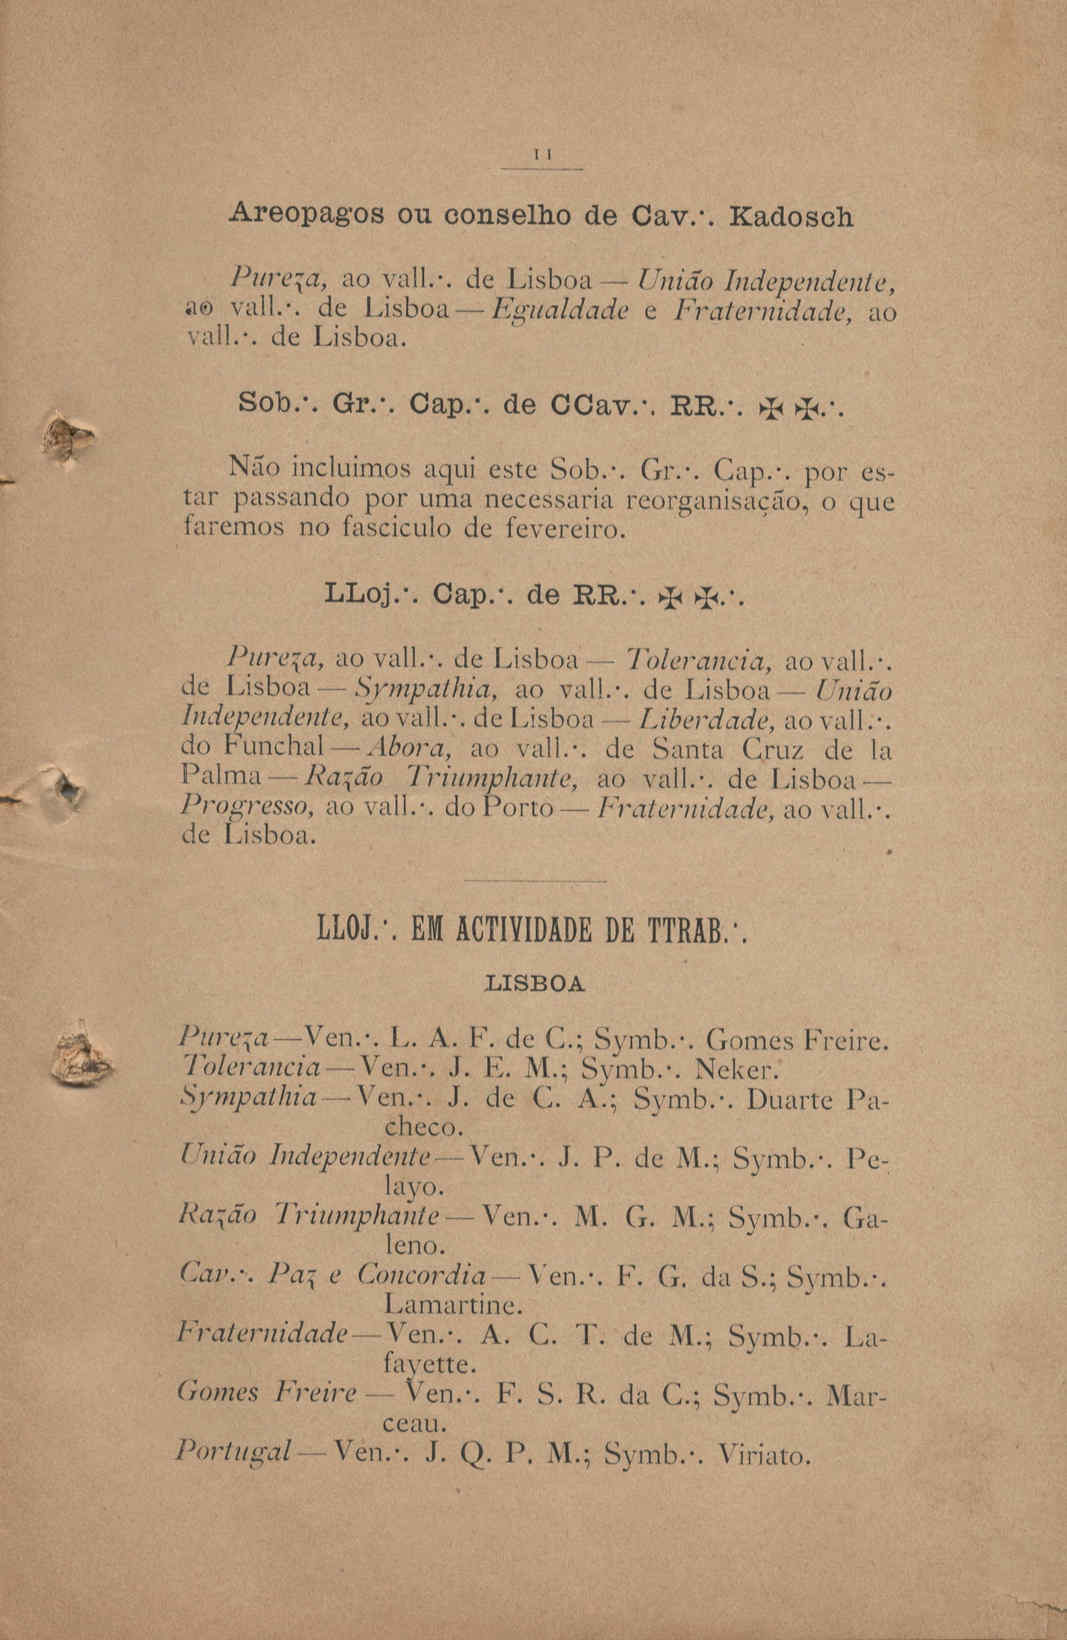 11
Areopagos ou conselho de Cav.·. Kadosch
Pureza, ao vall.·. de Lisboa — União Independente,
ao vall.·. de Lisboa — Egualdade e Fraternidade, ao
vall.·. de Lisboa.
Sob.·. Gr.·. Cap.·. de CCav.·. RR.·. ✠ ✠.·.
Não incluimos aqui este Sob.·. Gr.·. Cap.·. por es-
tar passando por uma necessaria reorganisação, o que
faremos no fasciculo de fevereiro.
LLoj.·. Cap.·. de RR.·. ✠ ✠.·.
Pureza, ao vall.·. de Lisboa — Tolerancia, ao vall.·.
de Lisboa — Sympathia, ao vall.·. de Lisboa — União
Independente, ao vall.·. de Lisboa — Liberdade, ao vall.·.
do Funchal — Abora, ao vall.·. de Santa Cruz de la
Palma — Razão Triumphante, ao vall.·. de Lisboa —
Progresso, ao vall.·. do Porto — Fraternidade, ao vall.·.
de Lisboa.
LLOJ.·. EM ACTIVIDADE DE TTRAB.·.
LISBOA
Pureza—Ven.·. L. A. F. de C.; Symb.·. Gomes Freire.
Tolerancia—Ven.·. J. E. M.; Symb.·. Neker.
Sympathia—Ven.·. J. de C. A.; Symb.·. Duarte Pa-
checo.
União Independente—Ven.·. J. P. de M.; Symb.·. Pe-
layo.
Razão Triumphante—Ven.·. M. G. M.; Symb.·. Ga-
leno.
Cav.·. Paz e Concordia—Ven.·. F. G. da S.; Symb.·.
Lamartine.
Fraternidade—Ven.·. A. C. T. de M.; Symb.·. La-
fayette.
Gomes Freire — Ven.·. F. S. R. da C.; Symb.·. Mar-
ceau.
Portugal—Ven.·. J. Q. P. M.; Symb.·. Viriato.